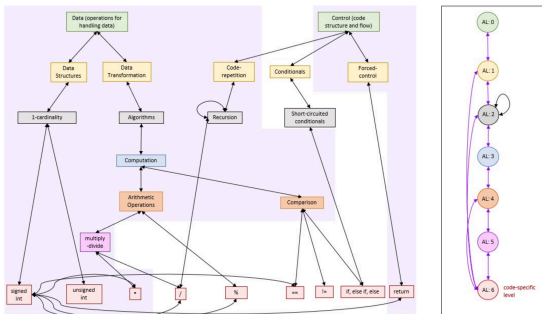 Data (operations for
handling data)
Control (code
structure and flow)
Data
Structures
Data
Transformation
Code-
repetition
Conditionals
Forced-
control
1-cardinality
Algorithms
Recursion
Short-circuited
conditionals
Computation
Arithmetic
Operations
Comparison
multiply
-divide
signed
int
unsigned
int
*
/
%
==
!=
if, else if, else
return
AL: 0
AL: 1
AL: 2
AL: 3
AL: 4
AL: 5
AL: 6
code-specific
level